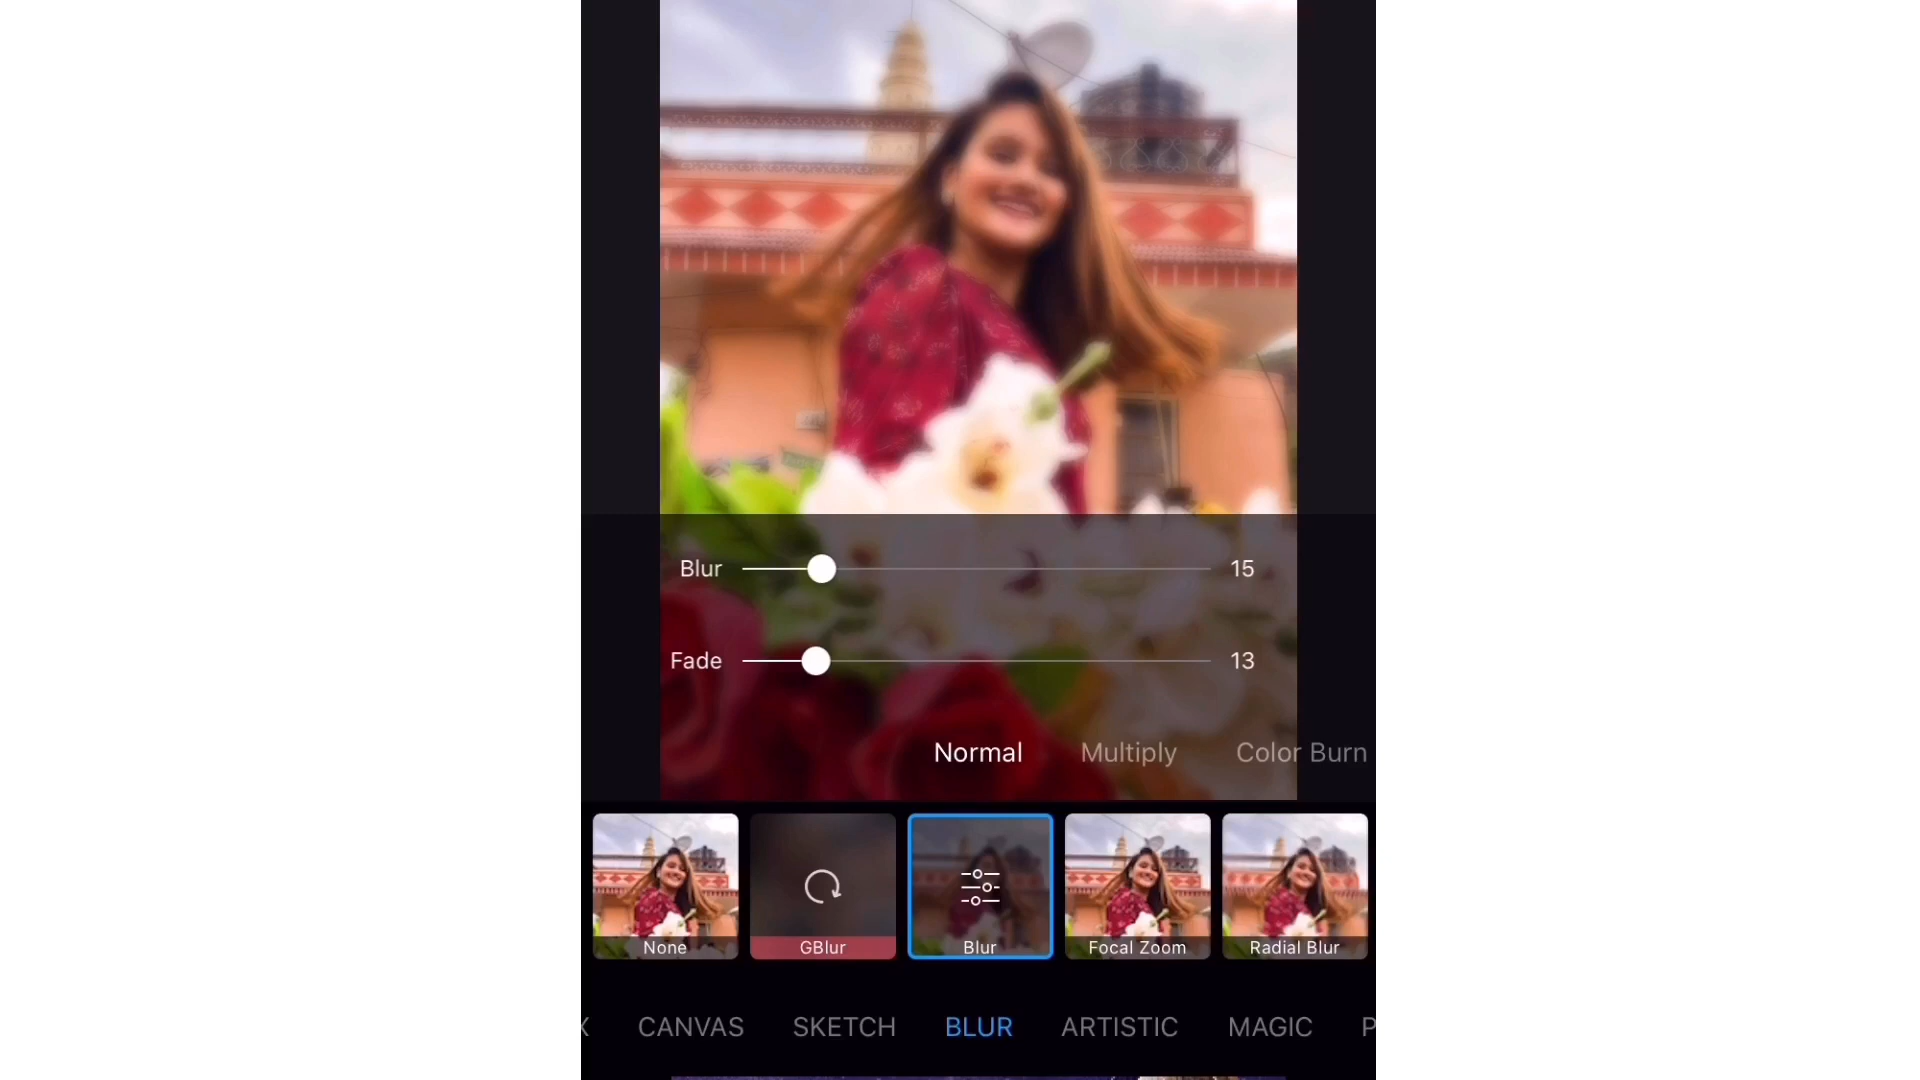 Blur 15
Fade 13
Normal Multiply Color Burn
None GBlur Blur Focal Zoom Radial Blur
CANVAS SKETCH BLUR ARTISTIC MAGIC